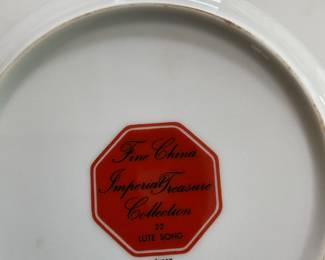 Fine China
Imperial Treasure
Collection
22
LUTE SONG